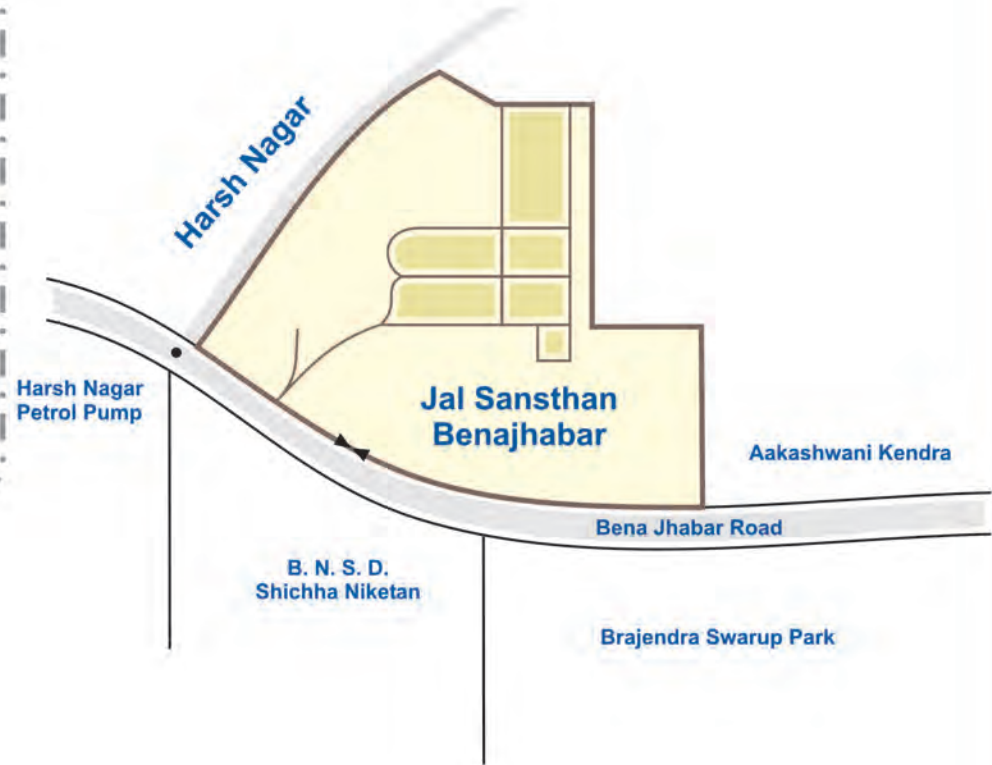 Harsh Nagar
Harsh Nagar
Petrol Pump
Jal Sansthan
Benajhabar
Aakashwani Kendra
Bena Jhabar Road
B. N. S. D.
Shichha Niketan
Brajendra Swarup Park